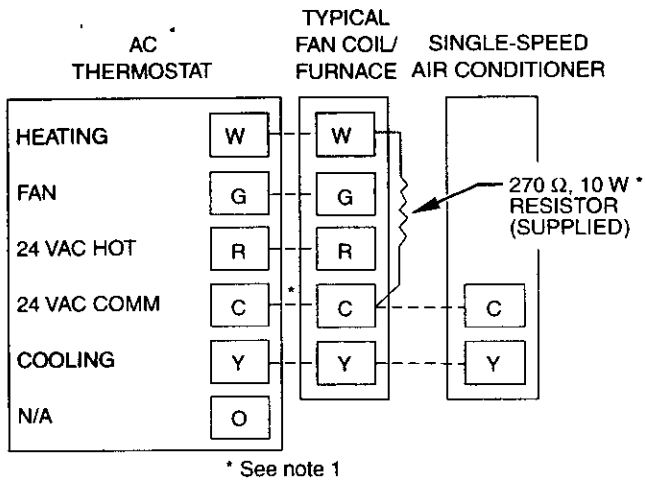 AC
THERMOSTAT
TYPICAL
FAN COIL/
FURNACE
SINGLE-SPEED
AIR CONDITIONER
HEATING W W
FAN G G
24 VAC HOT R R
24 VAC COMM C * C C
COOLING Y Y Y
N/A O
270 Ω, 10 W *
RESISTOR
(SUPPLIED)
* See note 1